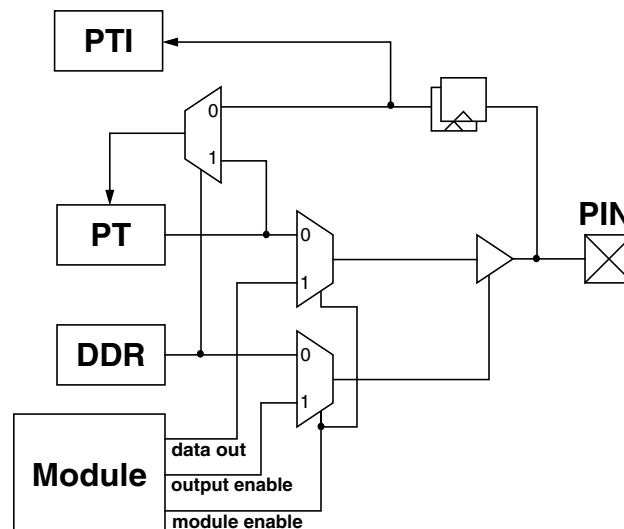 PTI
0
1
PIN
PT
0
1
DDR
0
1
data out
Module
output enable
module enable